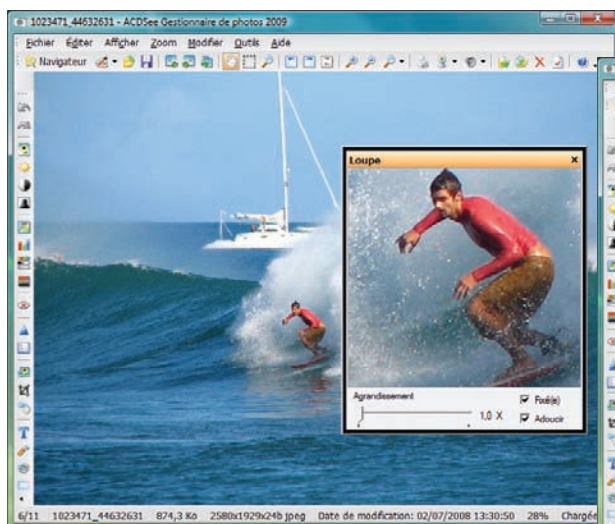 1023471_44632631 - ACDSee Gestionnaire de photos 2009
Fichier Éditer Afficher Zoom Modifier Outils Aide
Navigateur
Loupe x
Agrandissement
1,0 X
Fixé(e)
Adoucir
6/11 1023471_44632631 874,3 Ko 2580x1929x24b jpeg Date de modification: 02/07/2008 13:30:50 28% Chargée